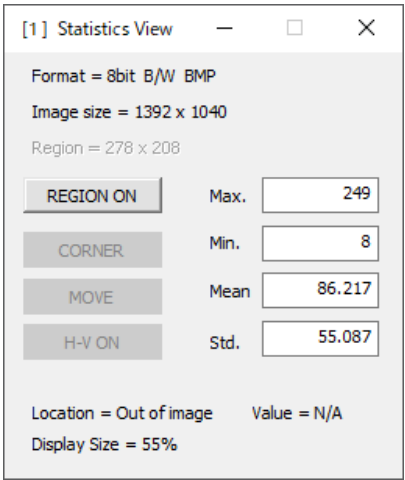 [1 ] Statistics View
Format = 8bit B/W BMP
Image size = 1392 x 1040
Region = 278 x 208
REGION ON
Max. 249
CORNER
Min. 8
MOVE
Mean 86.217
H-V ON
Std. 55.087
Location = Out of image Value = N/A
Display Size = 55%